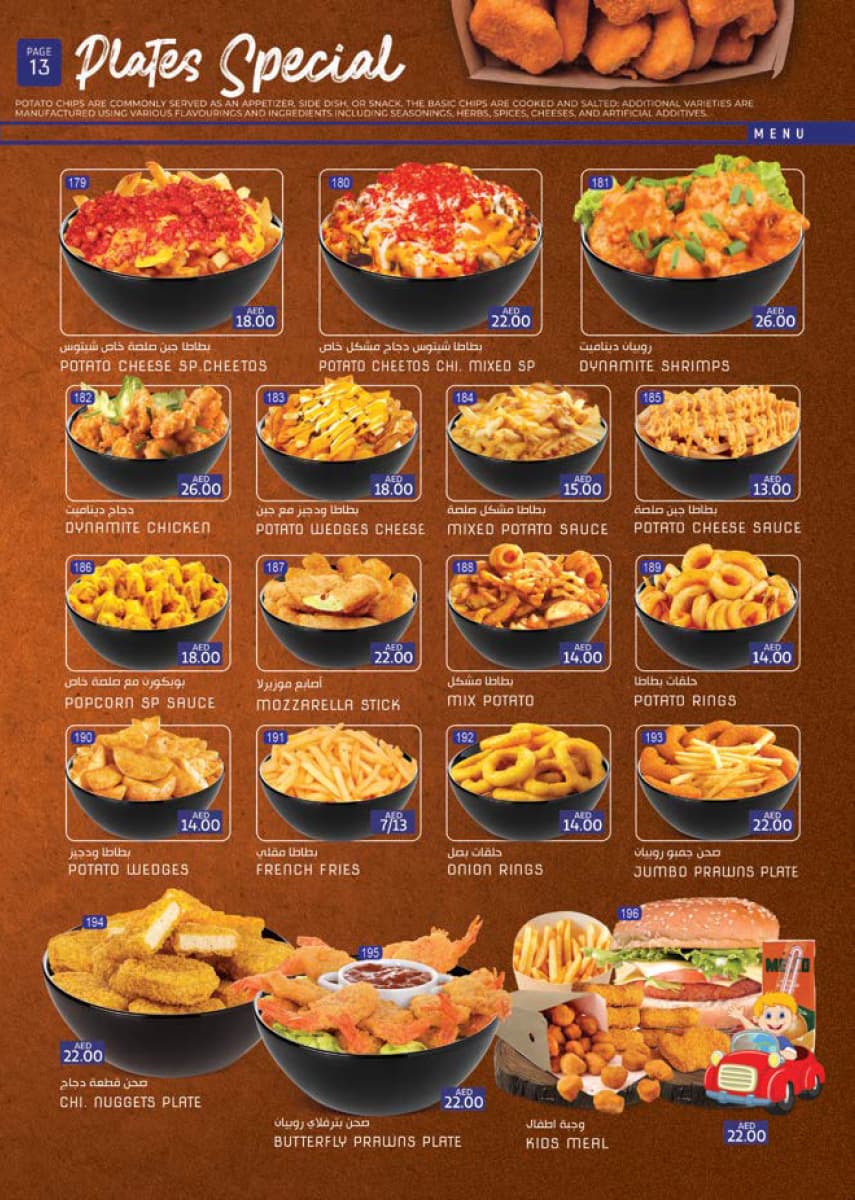 PAGE
13
Plates Special
POTATO CHIPS ARE COMMONLY SERVED AS AN APPETIZER, SIDE DISH, OR SNACK. THE BASIC CHIPS ARE COOKED AND SALTED; ADDITIONAL VARIETIES ARE
MANUFACTURED USING VARIOUS FLAVOURINGS AND INGREDIENTS INCLUDING SEASONINGS, HERBS, SPICES, CHEESES, AND ARTIFICIAL ADDITIVES.
MENU
179
AED
18.00
بطاطا جبن صلصة خاص شيتوس
POTATO CHEESE SP.CHEETOS
180
AED
22.00
بطاطا شيتوس دجاج مشكل خاص
POTATO CHEETOS CHI. MIXED SP
181
AED
26.00
روبيان ديناميت
DYNAMITE SHRIMPS
182
AED
26.00
دجاج ديناميت
DYNAMITE CHICKEN
183
AED
18.00
بطاطا ودجيز مع جبن
POTATO WEDGES CHEESE
184
AED
15.00
بطاطا مشكل صلصة
MIXED POTATO SAUCE
185
AED
13.00
بطاطا جبن صلصة
POTATO CHEESE SAUCE
186
AED
18.00
بوبكورن مع صلصة خاص
POPCORN SP SAUCE
187
AED
22.00
أصابع موزيرلا
MOZZARELLA STICK
188
AED
14.00
بطاطا مشكل
MIX POTATO
189
AED
14.00
حلقات بطاطا
POTATO RINGS
190
AED
14.00
بطاطا ودجيز
POTATO WEDGES
191
AED
7/13
بطاطا مقلي
FRENCH FRIES
192
AED
14.00
حلقات بصل
ONION RINGS
193
AED
22.00
صحن جمبو روبيان
JUMBO PRAWNS PLATE
194
AED
22.00
صحن قطعة دجاج
CHI. NUGGETS PLATE
195
AED
22.00
صحن بترفلاي روبيان
BUTTERFLY PRAWNS PLATE
196
AED
22.00
وجبة اطفال
KIDS MEAL